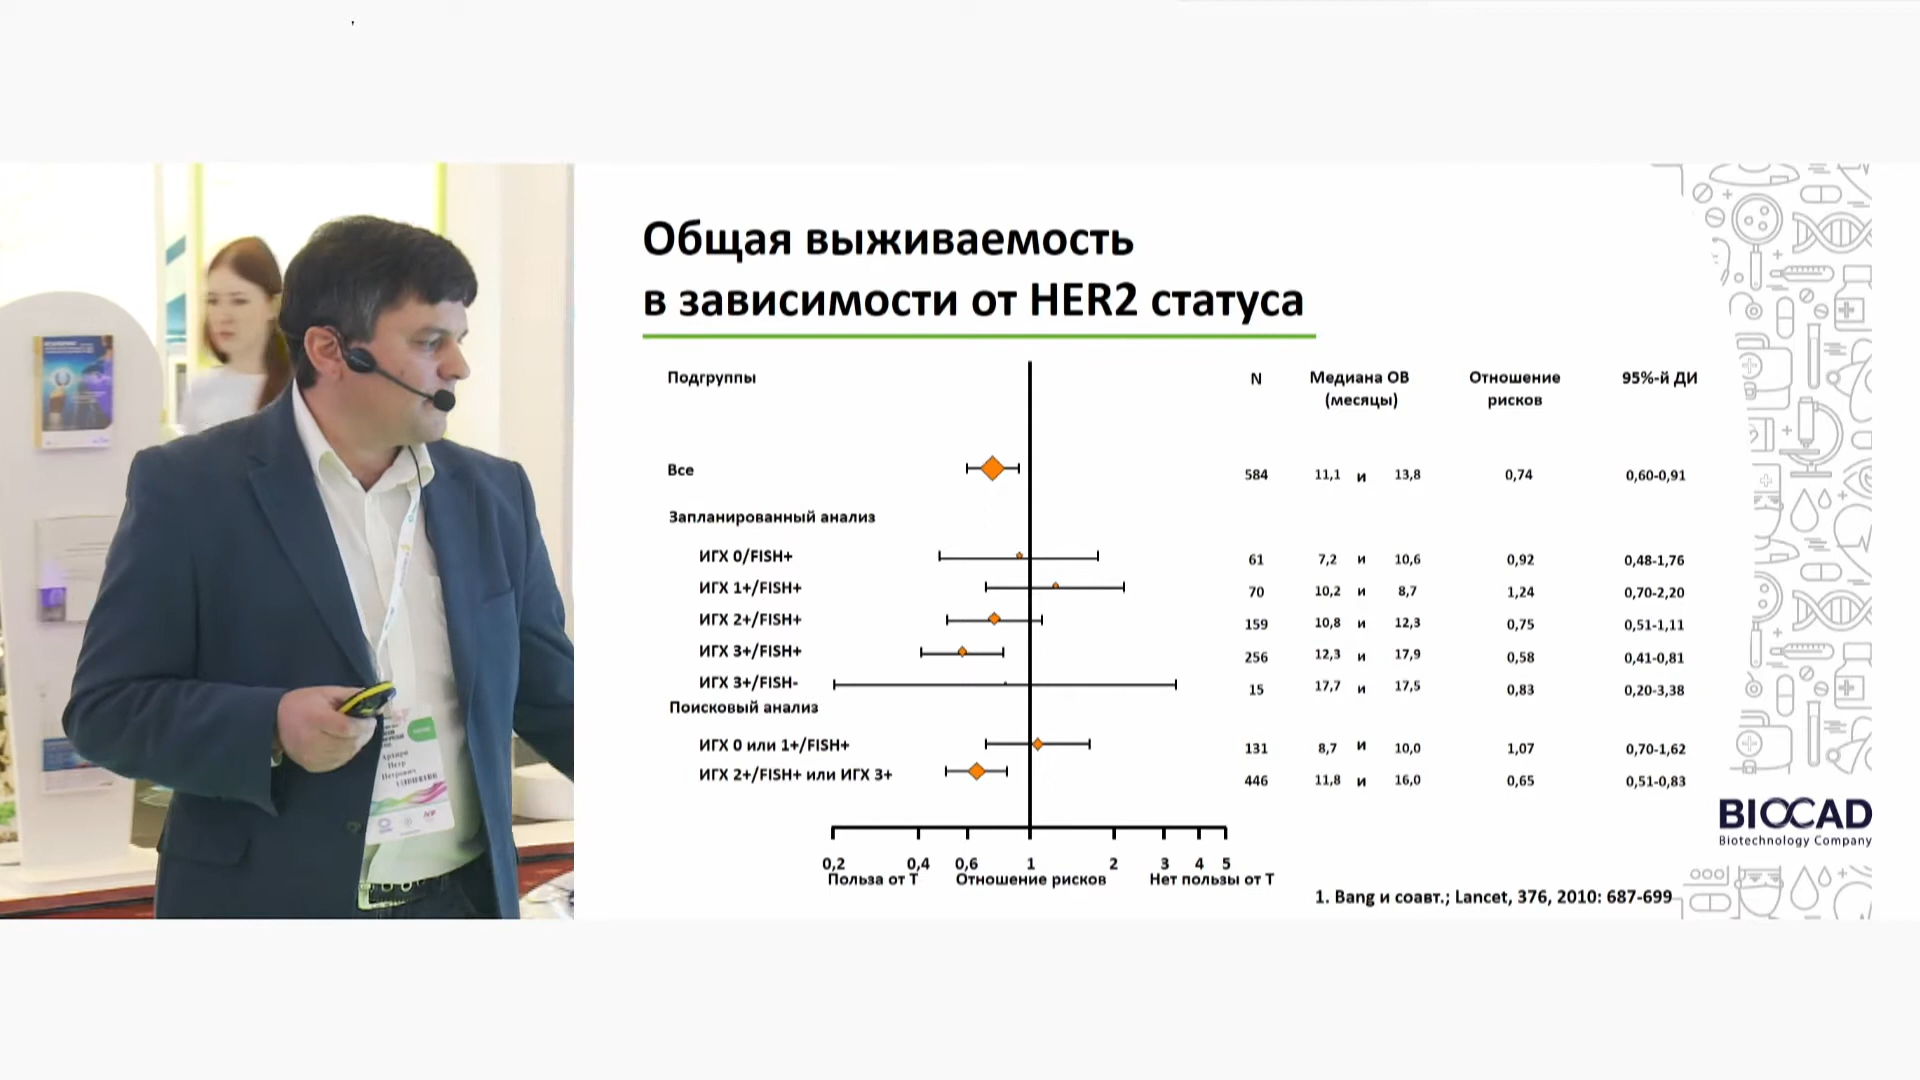 Общая выживаемость
в зависимости от HER2 статуса
Подгруппы N Медиана ОВ (месяцы) Отношение рисков 95%-й ДИ
Все 584 11,1 и 13,8 0,74 0,60-0,91
Запланированный анализ
ИГХ 0/FISH+ 61 7,2 и 10,6 0,92 0,48-1,76
ИГХ 1+/FISH+ 70 10,2 и 8,7 1,24 0,70-2,20
ИГХ 2+/FISH+ 159 10,8 и 12,3 0,75 0,51-1,11
ИГХ 3+/FISH+ 256 12,3 и 17,9 0,58 0,41-0,81
ИГХ 3+/FISH- 15 17,7 и 17,5 0,83 0,20-3,38
Поисковый анализ
ИГХ 0 или 1+/FISH+ 131 8,7 и 10,0 1,07 0,70-1,62
ИГХ 2+/FISH+ или ИГХ 3+ 446 11,8 и 16,0 0,65 0,51-0,83
0,2 0,4 0,6 1 2 3 4 5
Польза от Т Отношение рисков Нет пользы от Т
1. Bang и соавт.; Lancet, 376, 2010: 687-699
BIOCAD
Biotechnology Company
Петр
Петрович